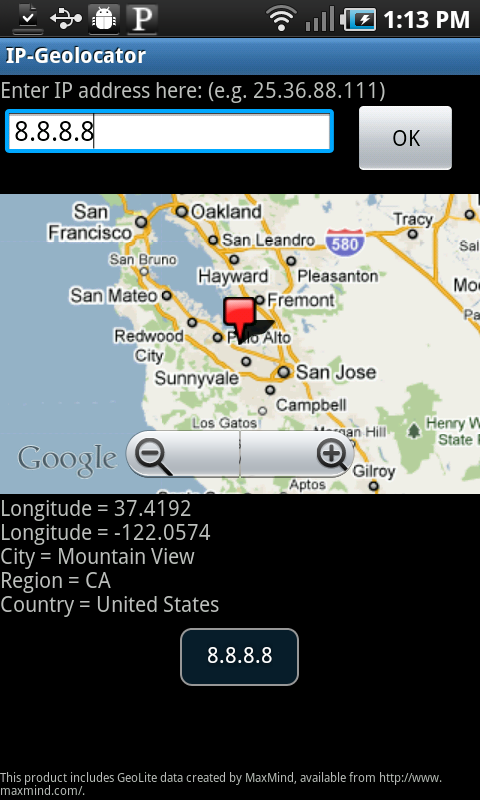 1:13 PM
IP-Geolocator
Enter IP address here: (e.g. 25.36.88.111)
8.8.8.8
OK
San Francisco
Oakland
Tracy
San Leandro
580
San Bruno
Hayward
Pleasanton
San Mateo
Fremont
Redwood City
Palo Alto
Sunnyvale
San Jose
Campbell
Los Gatos
Morgan Hill
Henry W
State
Google
Gilroy
Aptos
Longitude = 37.4192
Longitude = -122.0574
City = Mountain View
Region = CA
Country = United States
8.8.8.8
This product includes GeoLite data created by MaxMind, available from http://www.
maxmind.com/.